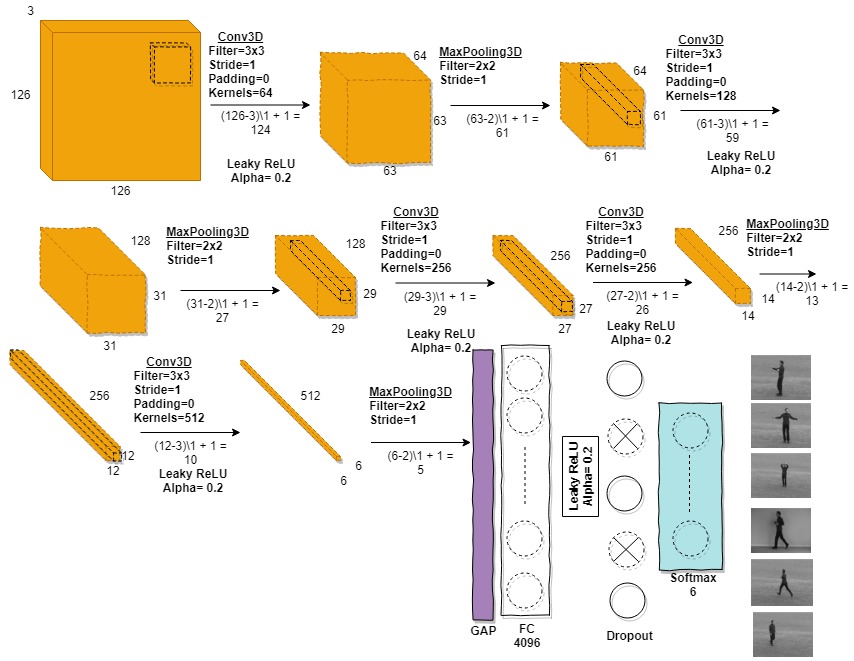 3
126
126
Conv3D
Filter=3x3
Stride=1
Padding=0
Kernels=64
(126-3)\1 + 1 =
124
Leaky ReLU
Alpha= 0.2
64
63
63
MaxPooling3D
Filter=2x2
Stride=1
(63-2)\1 + 1 =
61
64
61
61
Conv3D
Filter=3x3
Stride=1
Padding=0
Kernels=128
(61-3)\1 + 1 =
59
Leaky ReLU
Alpha= 0.2
128
31
31
MaxPooling3D
Filter=2x2
Stride=1
(31-2)\1 + 1 =
27
128
29
29
Conv3D
Filter=3x3
Stride=1
Padding=0
Kernels=256
(29-3)\1 + 1 =
29
Leaky ReLU
Alpha= 0.2
256
27
27
Conv3D
Filter=3x3
Stride=1
Padding=0
Kernels=256
(27-2)\1 + 1 =
26
Leaky ReLU
Alpha= 0.2
256
14
14
MaxPooling3D
Filter=2x2
Stride=1
(14-2)\1 + 1 =
13
256
12
12
Conv3D
Filter=3x3
Stride=1
Padding=0
Kernels=512
(12-3)\1 + 1 =
10
Leaky ReLU
Alpha= 0.2
512
6
6
MaxPooling3D
Filter=2x2
Stride=1
(6-2)\1 + 1 =
5
GAP
FC
4096
Leaky ReLU
Alpha= 0.2
Dropout
Softmax
6